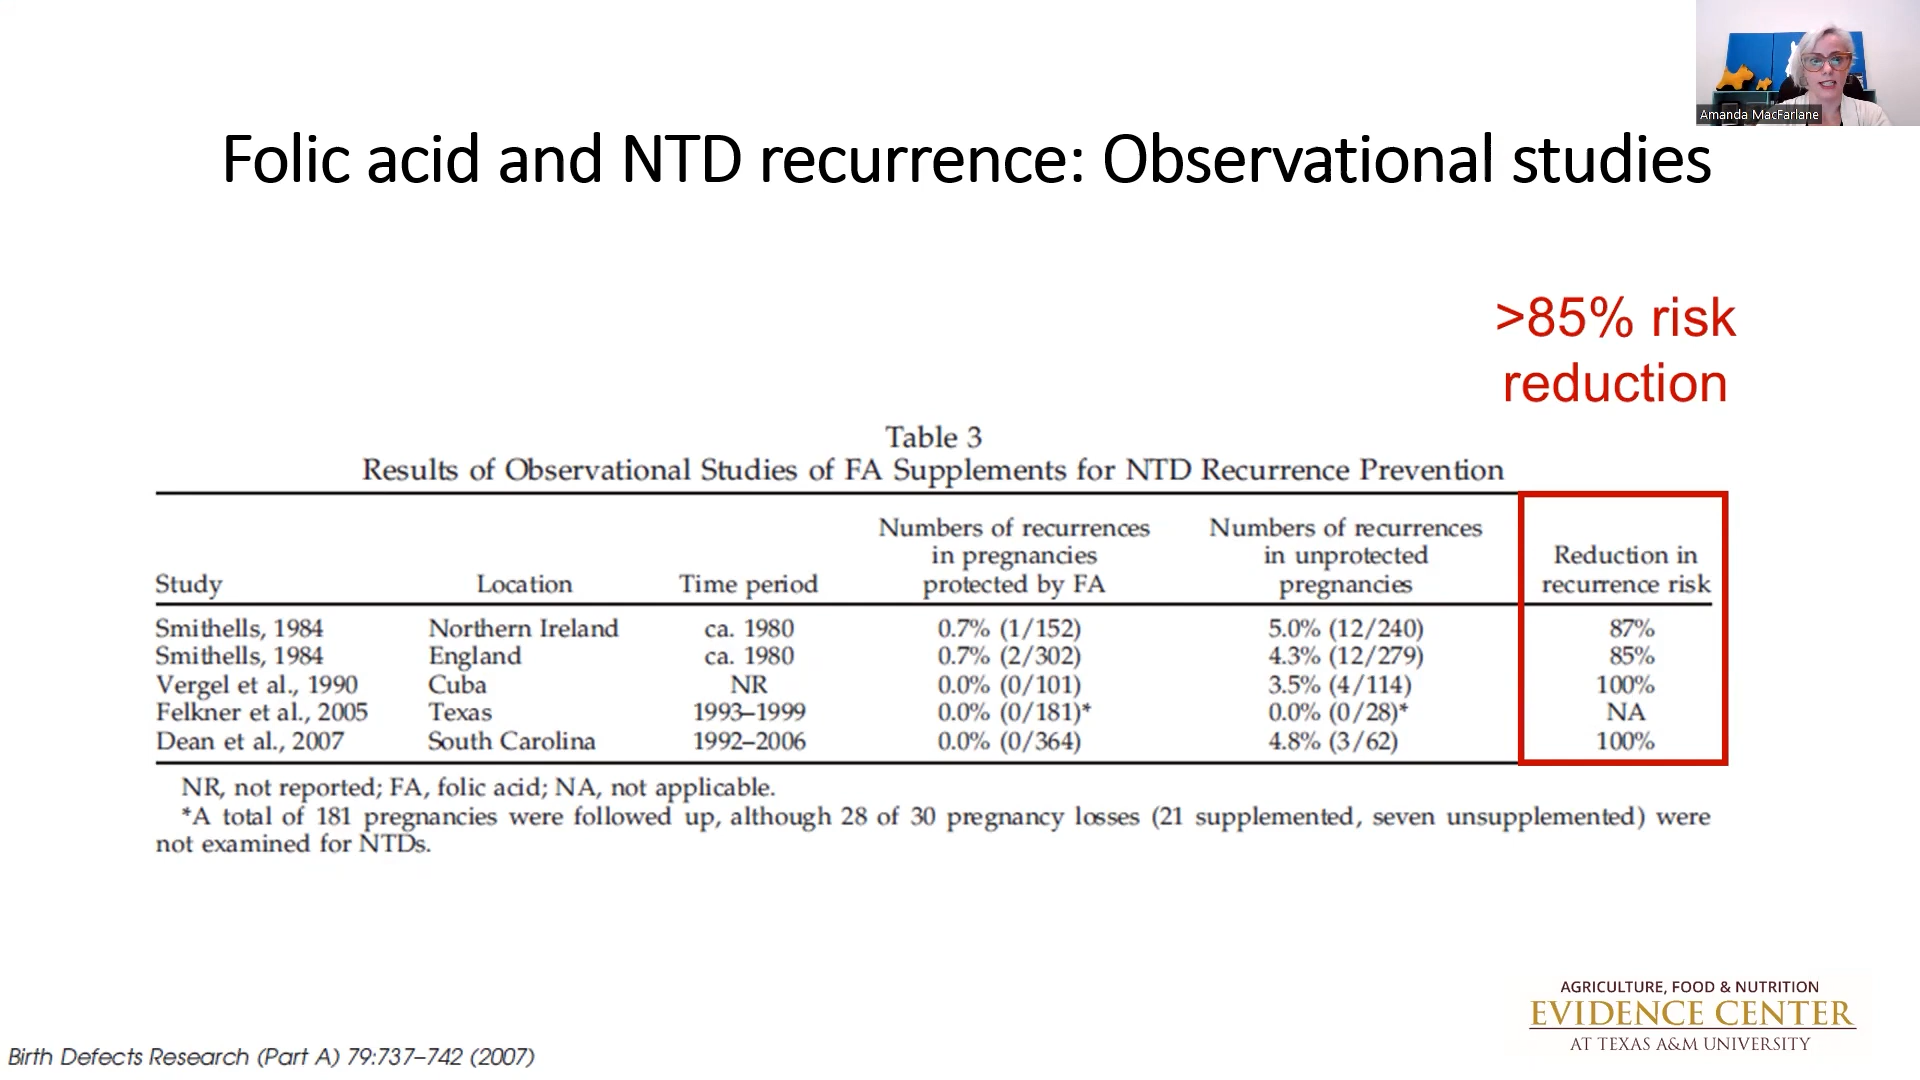 Amanda MacFarlane
Folic acid and NTD recurrence: Observational studies
>85% risk
reduction
Table 3
Results of Observational Studies of FA Supplements for NTD Recurrence Prevention
Study Location Time period Numbers of recurrences in pregnancies protected by FA Numbers of recurrences in unprotected pregnancies Reduction in recurrence risk
Smithells, 1984 Northern Ireland ca. 1980 0.7% (1/152) 5.0% (12/240) 87%
Smithells, 1984 England ca. 1980 0.7% (2/302) 4.3% (12/279) 85%
Vergel et al., 1990 Cuba NR 0.0% (0/101) 3.5% (4/114) 100%
Felkner et al., 2005 Texas 1993–1999 0.0% (0/181)* 0.0% (0/28)* NA
Dean et al., 2007 South Carolina 1992–2006 0.0% (0/364) 4.8% (3/62) 100%
NR, not reported; FA, folic acid; NA, not applicable.
*A total of 181 pregnancies were followed up, although 28 of 30 pregnancy losses (21 supplemented, seven unsupplemented) were
not examined for NTDs.
AGRICULTURE, FOOD & NUTRITION
EVIDENCE CENTER
AT TEXAS A&M UNIVERSITY
Birth Defects Research (Part A) 79:737–742 (2007)